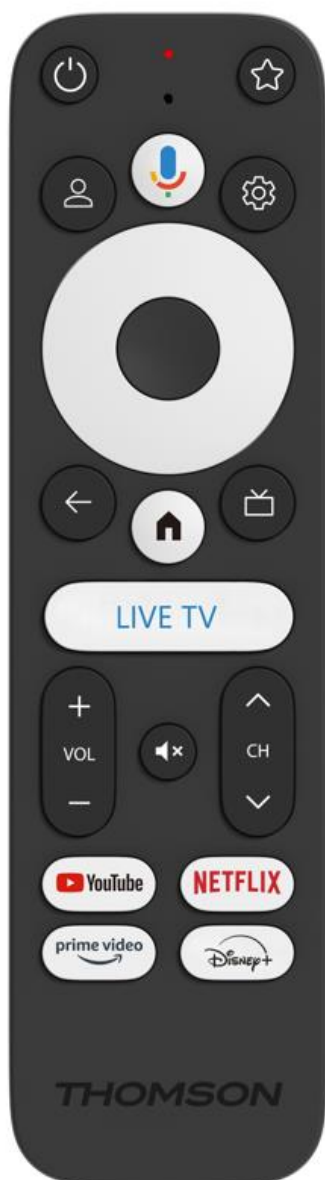 LIVE TV
+
VOL
−
CH
YouTube
NETFLIX
prime video
Disney+
THOMSON